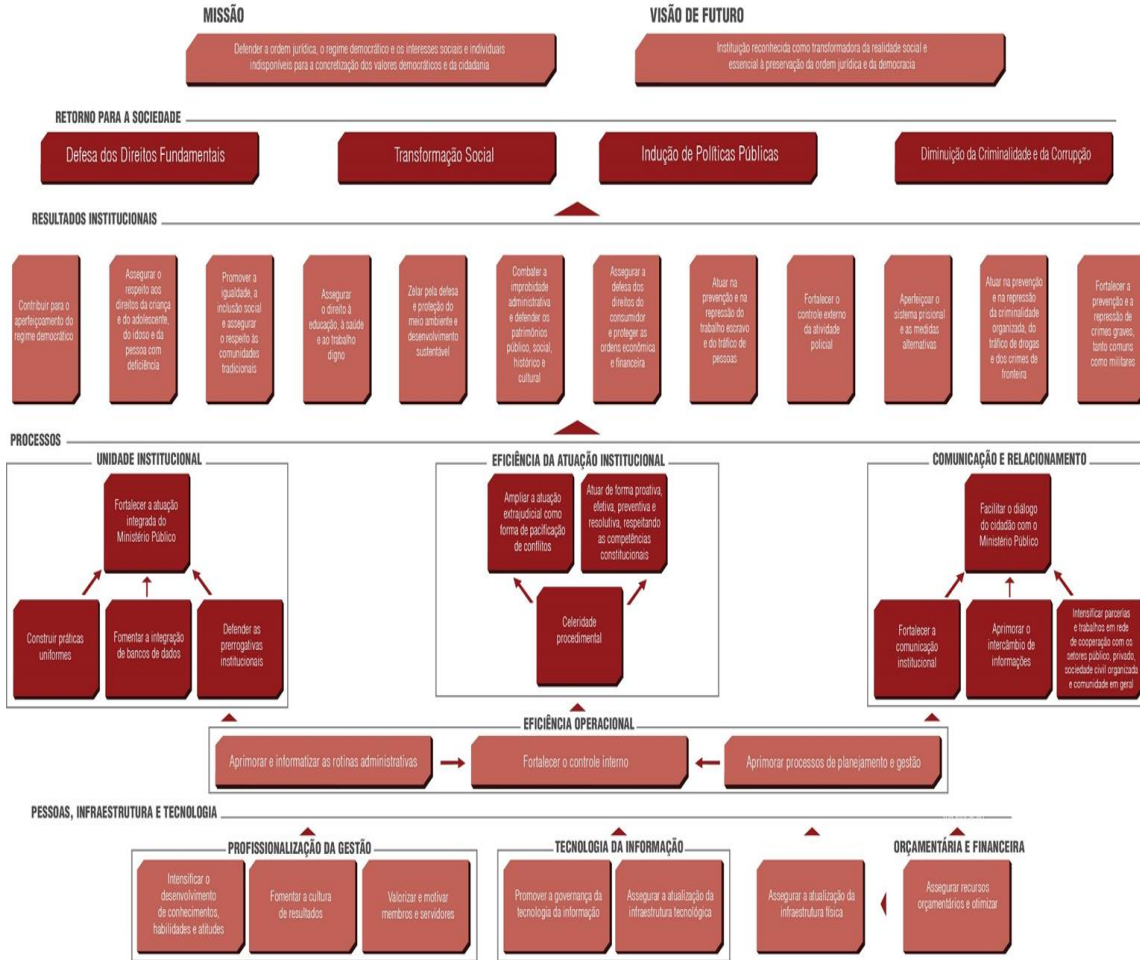 MISSÃO
Defender a ordem jurídica, o regime democrático e os interesses sociais e individuais
indisponíveis para a concretização dos valores democráticos e da cidadania
VISÃO DE FUTURO
Instituição reconhecida como transformadora da realidade social e
essencial à preservação da ordem jurídica e da democracia
RETORNO PARA A SOCIEDADE
Defesa dos Direitos Fundamentais
Transformação Social
Indução de Políticas Públicas
Diminuição da Criminalidade e da Corrupção
RESULTADOS INSTITUCIONAIS
Contribuir para o
aperfeiçoamento do
regime democrático
Assegurar o
respeito aos
direitos da criança
e do adolescente,
do idoso e da
pessoa com
deficiência
Promover a
igualdade, a
inclusão social
e assegurar
o respeito às
comunidades
tradicionais
Assegurar
o direito à
educação, à saúde
e ao trabalho
digno
Zelar pela defesa
e proteção do
meio ambiente e
desenvolvimento
sustentável
Combater a
improbidade
administrativa
e defender os
patrimônios
público, social,
histórico e
cultural
Assegurar a
defesa dos
direitos do
consumidor
e proteger as
ordens econômica
e financeira
Atuar na
prevenção e na
repressão do
trabalho escravo
e do tráfico de
pessoas
Fortalecer o
controle externo
da atividade
policial
Aperfeiçoar o
sistema prisional
e as medidas
alternativas
Atuar na prevenção
e na repressão
da criminalidade
organizada, do
tráfico de drogas
e dos crimes de
fronteira
Fortalecer a
prevenção e a
repressão de
crimes graves,
tanto comuns
como militares
PROCESSOS
UNIDADE INSTITUCIONAL
Fortalecer a atuação
integrada do
Ministério Público
Construir práticas
uniformes
Fomentar a integração
de bancos de dados
Defender as
prerrogativas
institucionais
EFICIÊNCIA DA ATUAÇÃO INSTITUCIONAL
Ampliar a atuação
extrajudicial como
forma de pacificação
de conflitos
Atuar de forma proativa,
efetiva, preventiva e
resolutiva, respeitando
as competências
constitucionais
Celeridade
procedimental
COMUNICAÇÃO E RELACIONAMENTO
Facilitar o diálogo
do cidadão com o
Ministério Público
Fortalecer a
comunicação
institucional
Aprimorar o
intercâmbio de
informações
Intensificar parcerias
e trabalhos em rede
de cooperação com os
setores público, privado,
sociedade civil organizada
e comunidade em geral
EFICIÊNCIA OPERACIONAL
Aprimorar e informatizar as rotinas administrativas
Fortalecer o controle interno
Aprimorar processos de planejamento e gestão
PESSOAS, INFRAESTRUTURA E TECNOLOGIA
PROFISSIONALIZAÇÃO DA GESTÃO
Intensificar o
desenvolvimento
de conhecimentos,
habilidades e atitudes
Fomentar a cultura
de resultados
Valorizar e motivar
membros e servidores
TECNOLOGIA DA INFORMAÇÃO
Promover a governança da
tecnologia da informação
Assegurar a atualização da
infraestrutura tecnológica
Assegurar a atualização da
infraestrutura física
ORÇAMENTÁRIA E FINANCEIRA
Assegurar recursos
orçamentários e otimizar